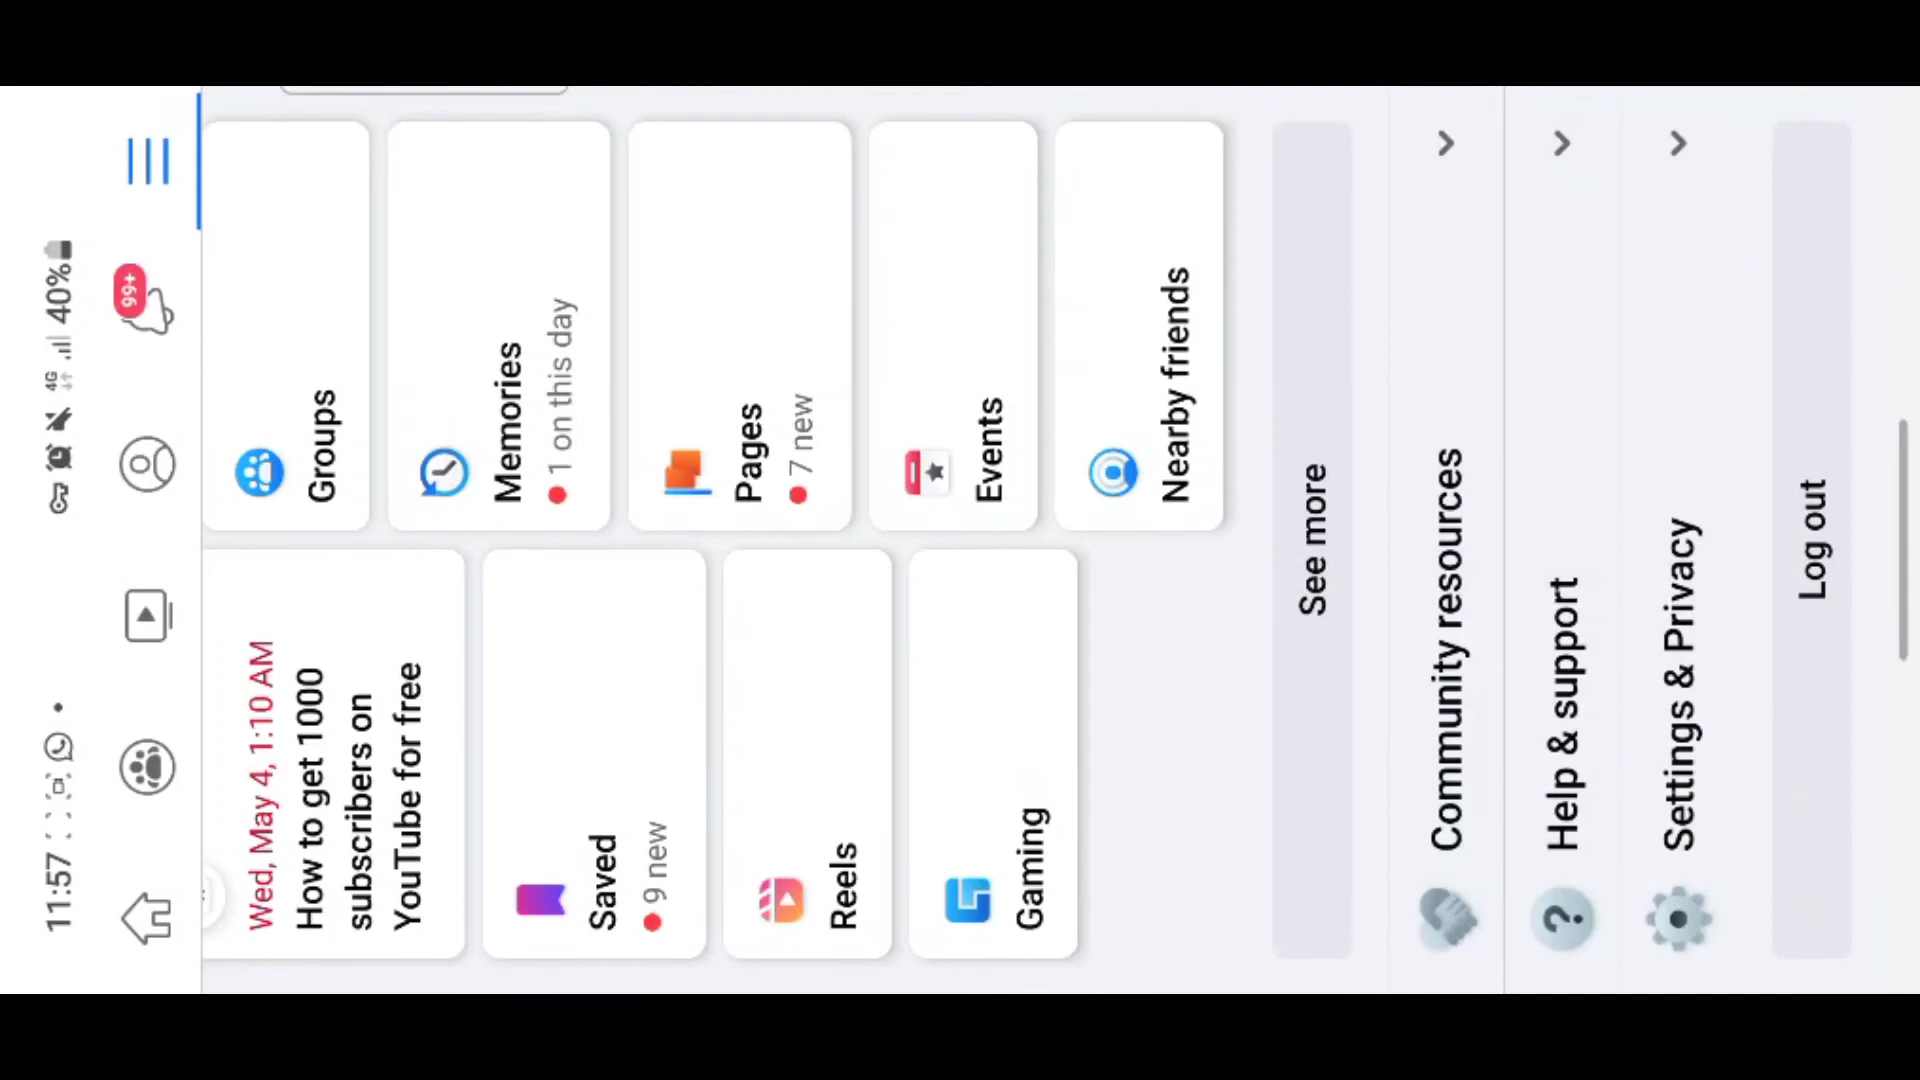 11:57
4G
40%
99+
Wed, May 4, 1:10 AM
How to get 1000
subscribers on
YouTube for free
Groups
Saved
9 new
Memories
1 on this day
Reels
Pages
7 new
Gaming
Events
Nearby friends
See more
Community resources
Help & support
Settings & Privacy
Log out